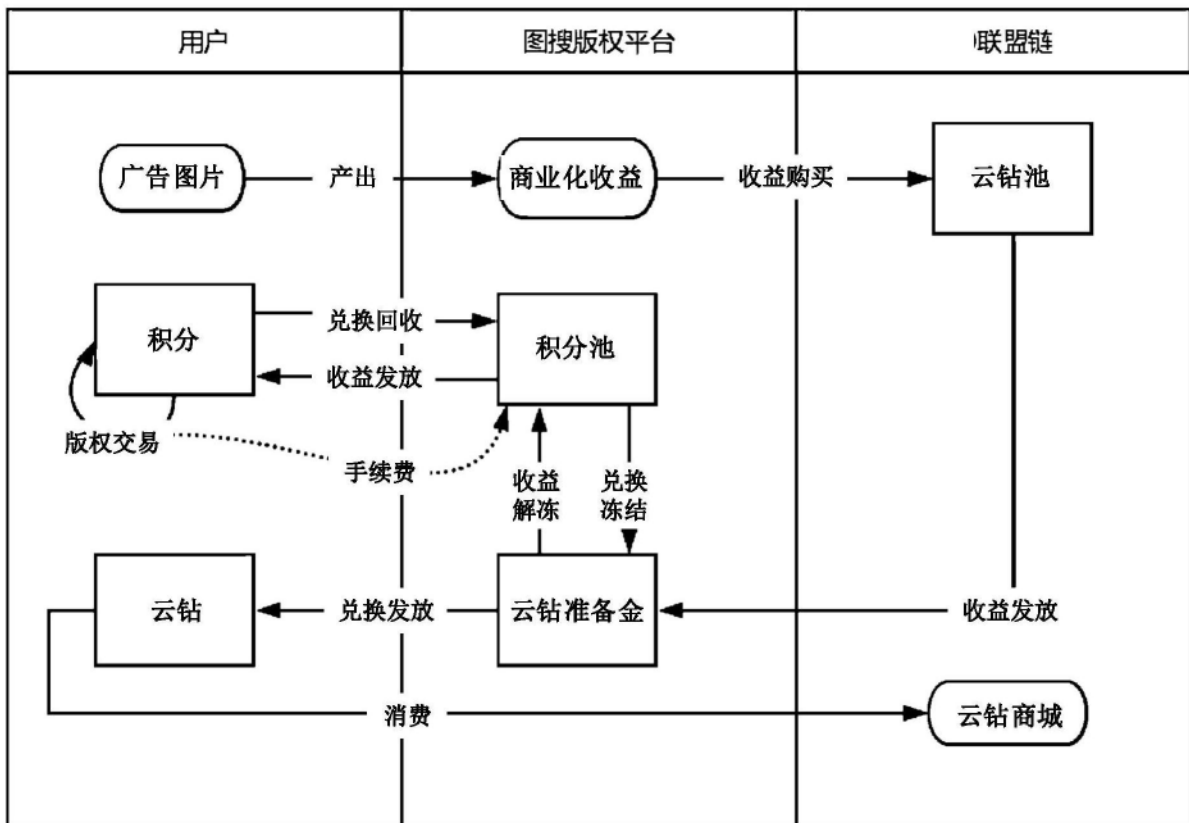 用户
图搜版权平台
联盟链
广告图片
产出
商业化收益
收益购买
云钻池
积分
兑换回收
收益发放
积分池
版权交易
手续费
收益
解冻
兑换
冻结
云钻
兑换发放
云钻准备金
收益发放
消费
云钻商城